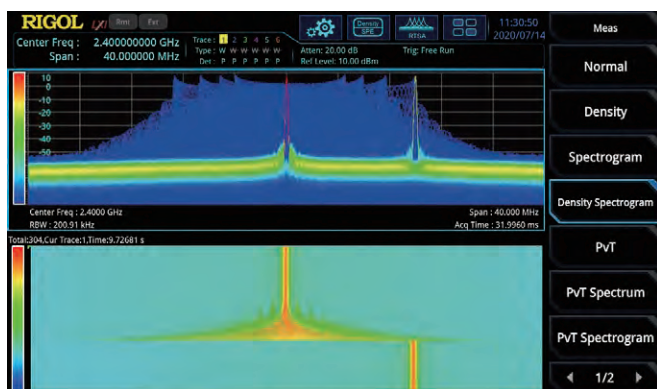 RIGOL LXI Rmt Ext
Density SPE
RTSA
11:30:50
2020/07/14
Center Freq : 2.400000000 GHz
Span : 40.000000 MHz
Trace : 1 2 3 4 5 6
Type : W W W W W W
Det : P P P P P P
Atten: 20.00 dB
Ref Level: 10.00 dBm
Trig: Free Run
10
0
-10
-20
-30
-40
-50
Center Freq : 2.4000 GHz
Span : 40.000 MHz
RBW : 200.91 kHz
Acq Time : 31.9960 ms
Total:304,Cur Trace:1,Time:9.72681 s
Meas
Normal
Density
Spectrogram
Density Spectrogram
PvT
PvT Spectrum
PvT Spectrogram
1/2